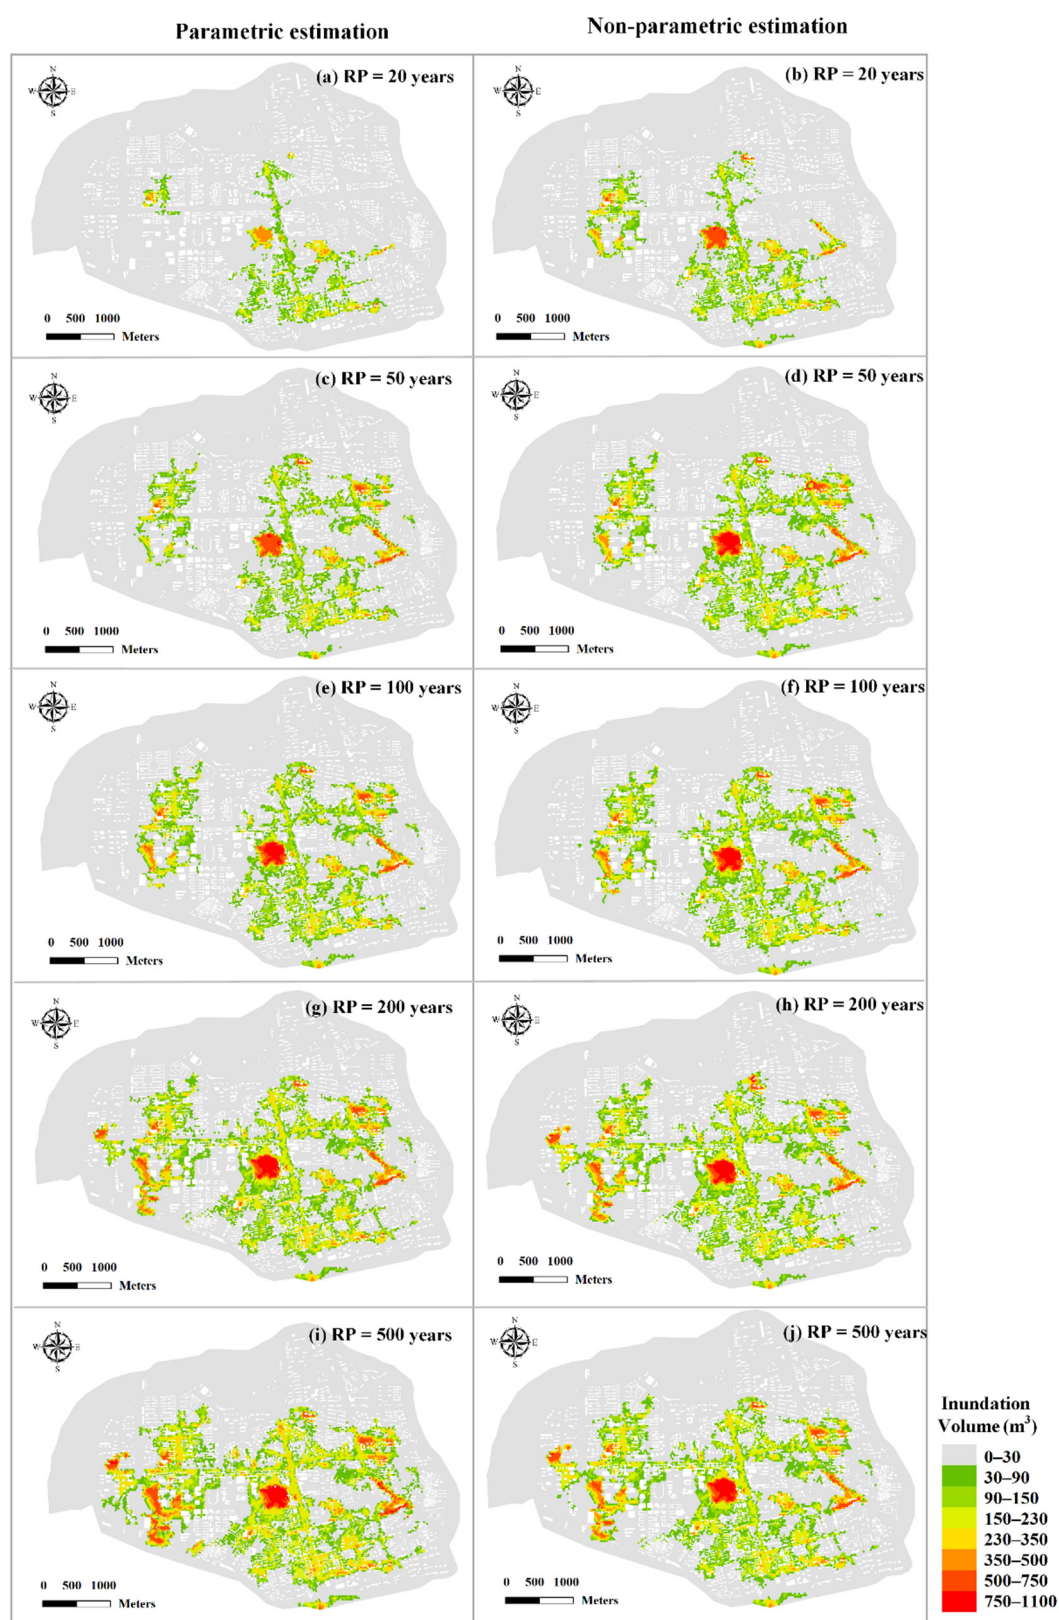 Parametric estimation
Non-parametric estimation
(a) RP = 20 years
N
W E
S
0 500 1000
Meters
(b) RP = 20 years
N
W E
S
0 500 1000
Meters
(c) RP = 50 years
N
W E
S
0 500 1000
Meters
(d) RP = 50 years
N
W E
S
0 500 1000
Meters
(e) RP = 100 years
N
W E
S
0 500 1000
Meters
(f) RP = 100 years
N
W E
S
0 500 1000
Meters
(g) RP = 200 years
N
W E
S
0 500 1000
Meters
(h) RP = 200 years
N
W E
S
0 500 1000
Meters
(i) RP = 500 years
N
W E
S
0 500 1000
Meters
(j) RP = 500 years
N
W E
S
0 500 1000
Meters
Inundation
Volume (m³)
0–30
30–90
90–150
150–230
230–350
350–500
500–750
750–1100